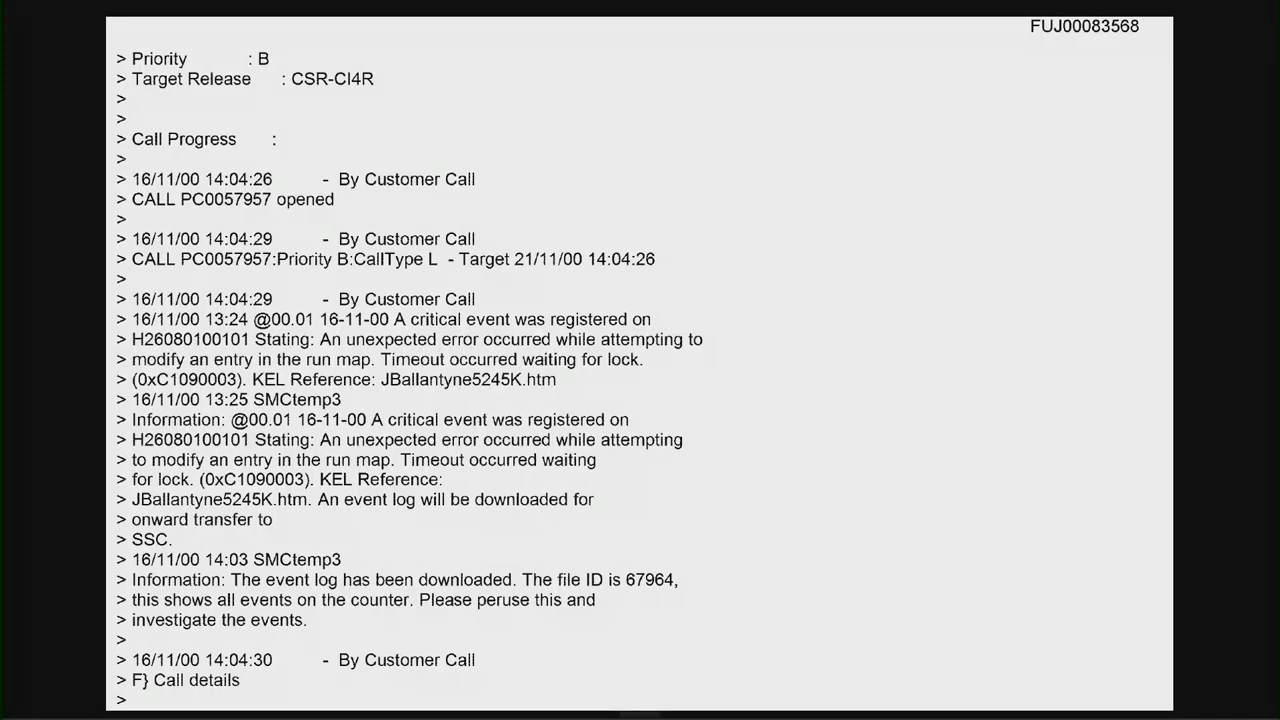 FUJ00083568
> Priority : B
> Target Release : CSR-CI4R
>
>
> Call Progress :
>
> 16/11/00 14:04:26 - By Customer Call
> CALL PC0057957 opened
>
> 16/11/00 14:04:29 - By Customer Call
> CALL PC0057957:Priority B:CallType L - Target 21/11/00 14:04:26
>
> 16/11/00 14:04:29 - By Customer Call
> 16/11/00 13:24 @00.01 16-11-00 A critical event was registered on
> H26080100101 Stating: An unexpected error occurred while attempting to
> modify an entry in the run map. Timeout occurred waiting for lock.
> (0xC1090003). KEL Reference: JBallantyne5245K.htm
> 16/11/00 13:25 SMCtemp3
> Information: @00.01 16-11-00 A critical event was registered on
> H26080100101 Stating: An unexpected error occurred while attempting
> to modify an entry in the run map. Timeout occurred waiting
> for lock. (0xC1090003). KEL Reference:
> JBallantyne5245K.htm. An event log will be downloaded for
> onward transfer to
> SSC.
> 16/11/00 14:03 SMCtemp3
> Information: The event log has been downloaded. The file ID is 67964,
> this shows all events on the counter. Please peruse this and
> investigate the events.
>
> 16/11/00 14:04:30 - By Customer Call
> F} Call details
>